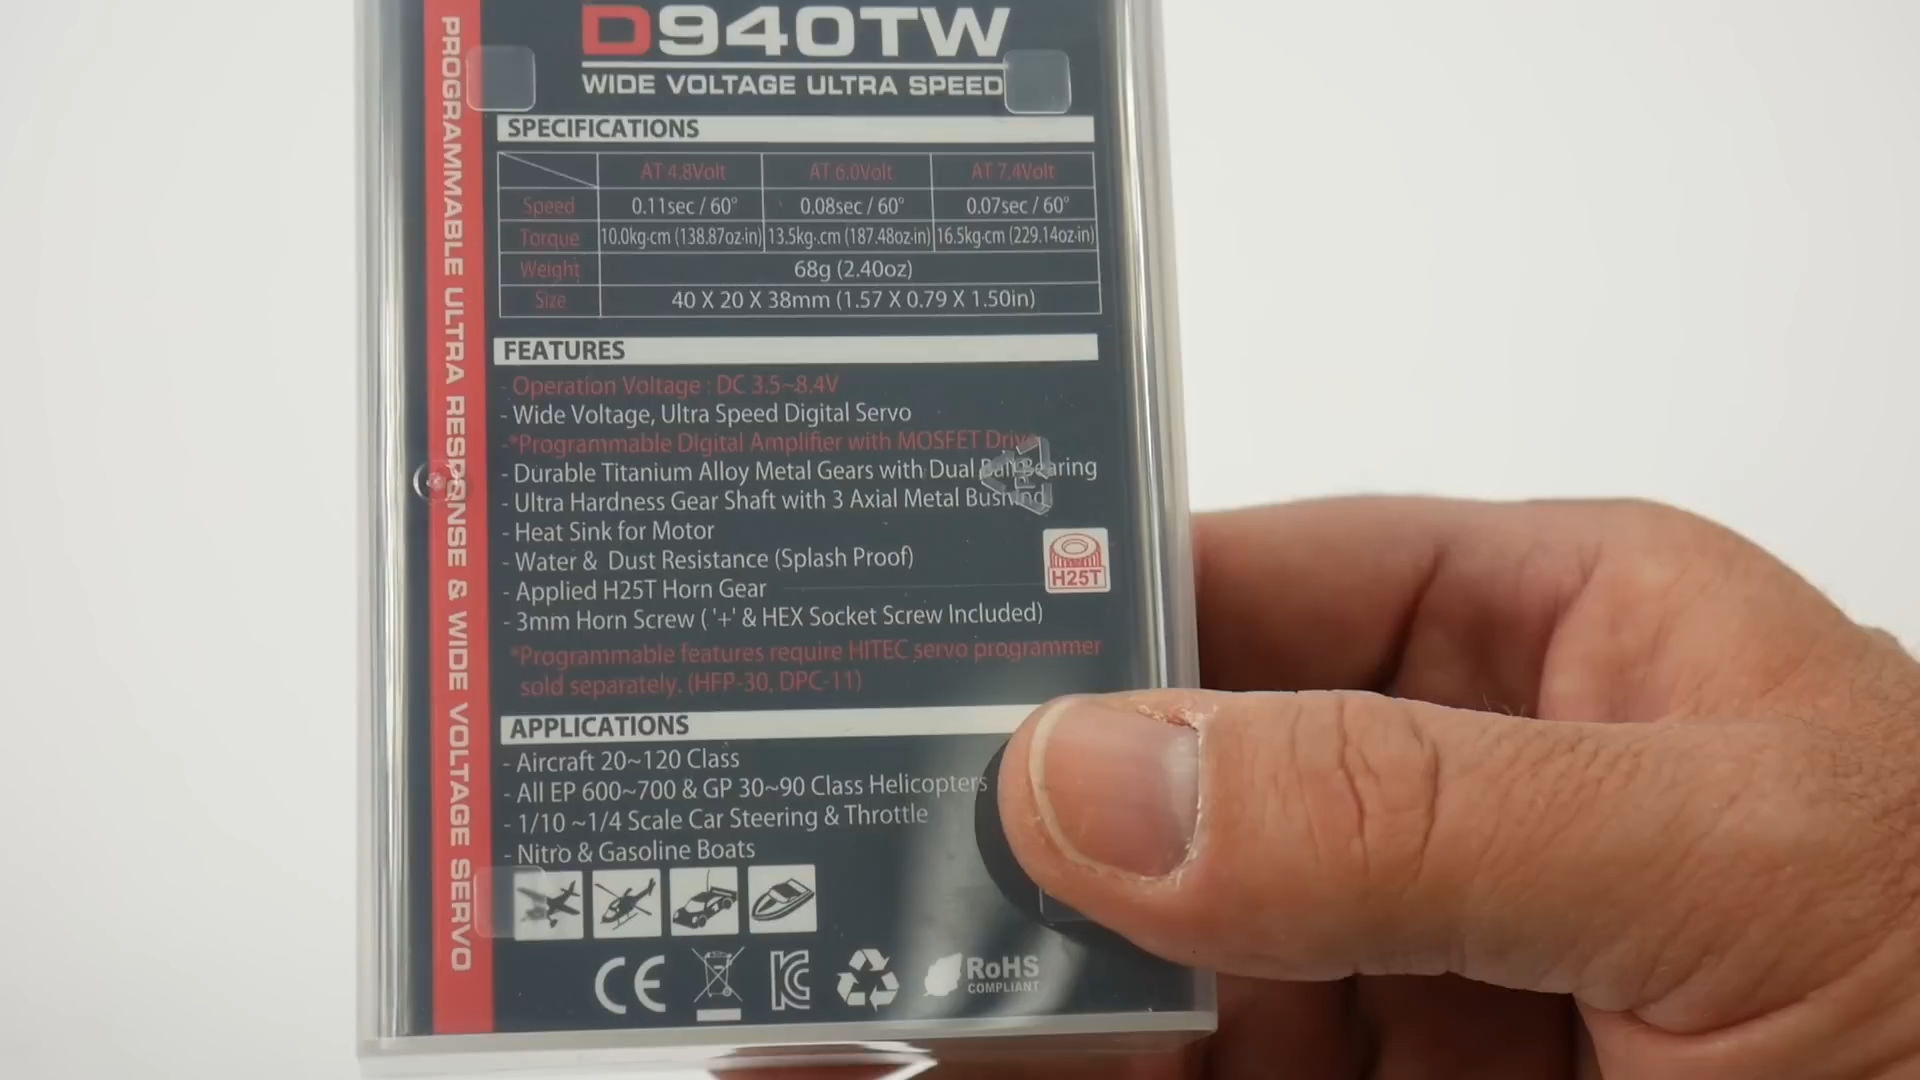 D940TW
WIDE VOLTAGE ULTRA SPEED
PROGRAMMABLE ULTRA RESPONSE & WIDE VOLTAGE SERVO
SPECIFICATIONS
AT 4.8Volt AT 6.0Volt AT 7.4Volt
Speed 0.11sec / 60° 0.08sec / 60° 0.07sec / 60°
Torque 10.0kg·cm (138.87oz·in) 13.5kg·.cm (187.48oz·in) 16.5kg·cm (229.14oz·in)
Weight 68g (2.40oz)
Size 40 X 20 X 38mm (1.57 X 0.79 X 1.50in)
FEATURES
- Operation Voltage : DC 3.5~8.4V
- Wide Voltage, Ultra Speed Digital Servo
-*Programmable Digital Amplifier with MOSFET Drive
- Durable Titanium Alloy Metal Gears with Dual Ball Bearing
- Ultra Hardness Gear Shaft with 3 Axial Metal Bushing
- Heat Sink for Motor
- Water & Dust Resistance (Splash Proof)
- Applied H25T Horn Gear
- 3mm Horn Screw ( '+' & HEX Socket Screw Included)
H25T
*Programmable features require HITEC servo programmer
sold separately. (HFP-30, DPC-11)
APPLICATIONS
- Aircraft 20~120 Class
- All EP 600~700 & GP 30~90 Class Helicopters
- 1/10 ~1/4 Scale Car Steering & Throttle
- Nitro & Gasoline Boats
CE
RoHS
COMPLIANT